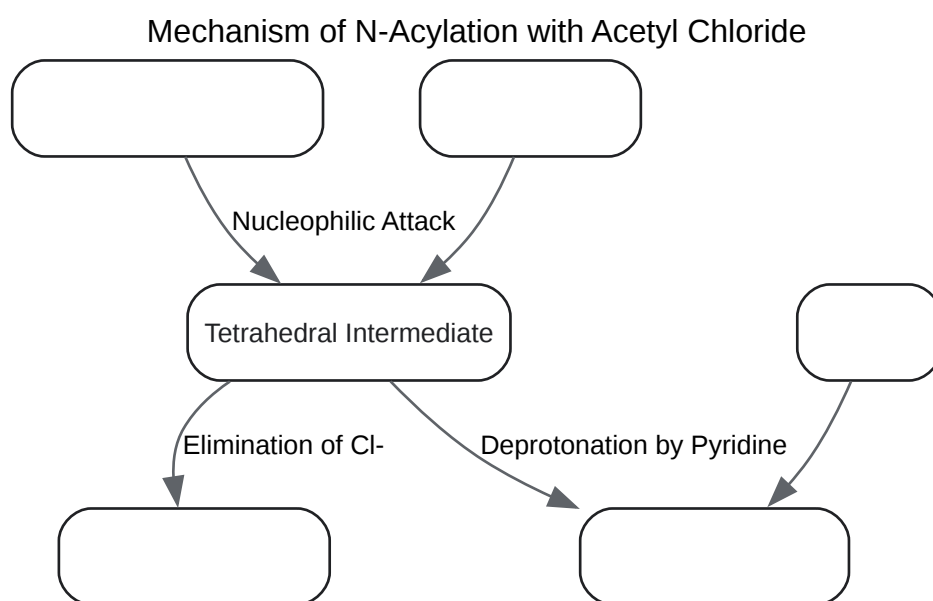 Mechanism of N-Acylation with Acetyl Chloride
Nucleophilic Attack
Tetrahedral Intermediate
Elimination of Cl-
Deprotonation by Pyridine